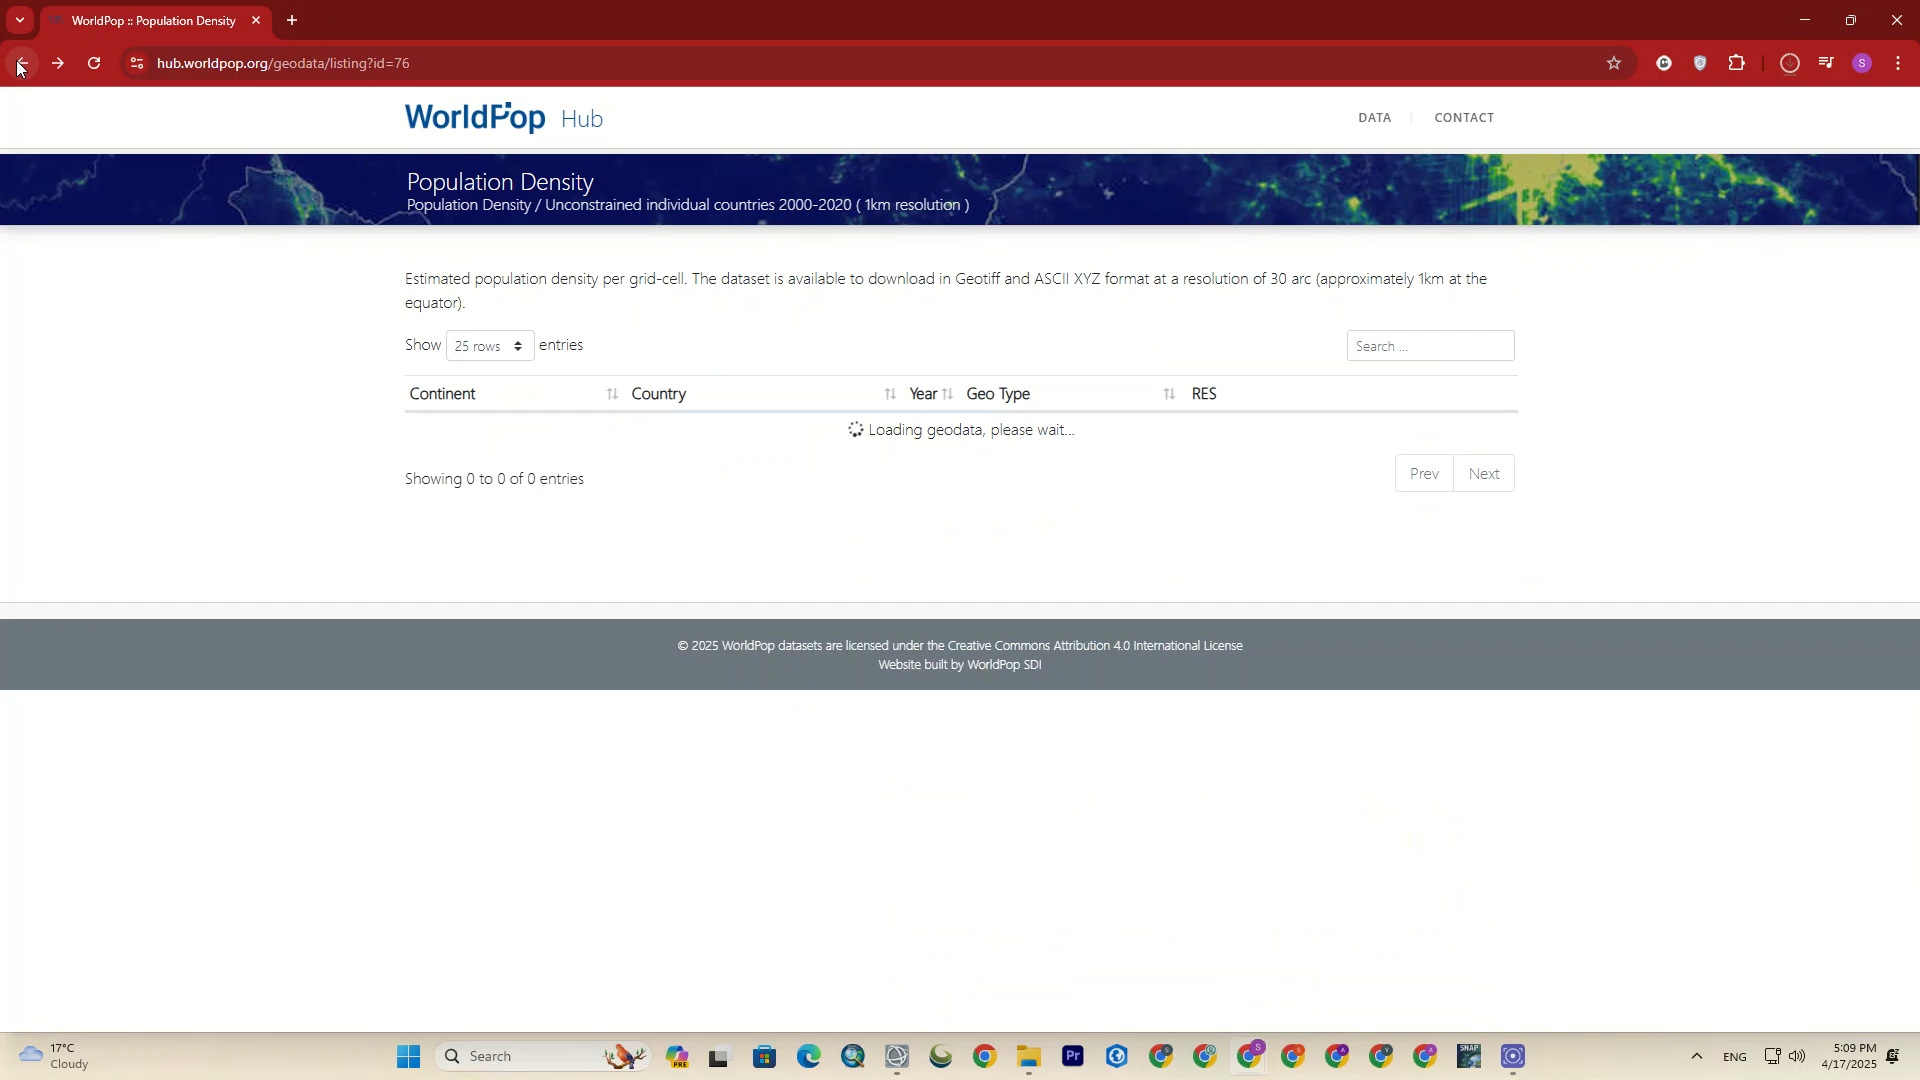 WorldPop :: Population Density
hub.worldpop.org/geodata/listing?id=76
S
WorldPop Hub
DATA
CONTACT
Population Density
Population Density / Unconstrained individual countries 2000-2020 ( 1km resolution )
Estimated population density per grid-cell. The dataset is available to download in Geotiff and ASCII XYZ format at a resolution of 30 arc (approximately 1km at the
equator).
Show 25 rows entries
Search ...
Continent Country Year Geo Type RES
Loading geodata, please wait...
Showing 0 to 0 of 0 entries
Prev Next
© 2025 WorldPop datasets are licensed under the Creative Commons Attribution 4.0 International License
Website built by WorldPop SDI
17°C
Cloudy
Search
PRE
Pr
SNAP
ENG
5:09 PM
4/17/2025